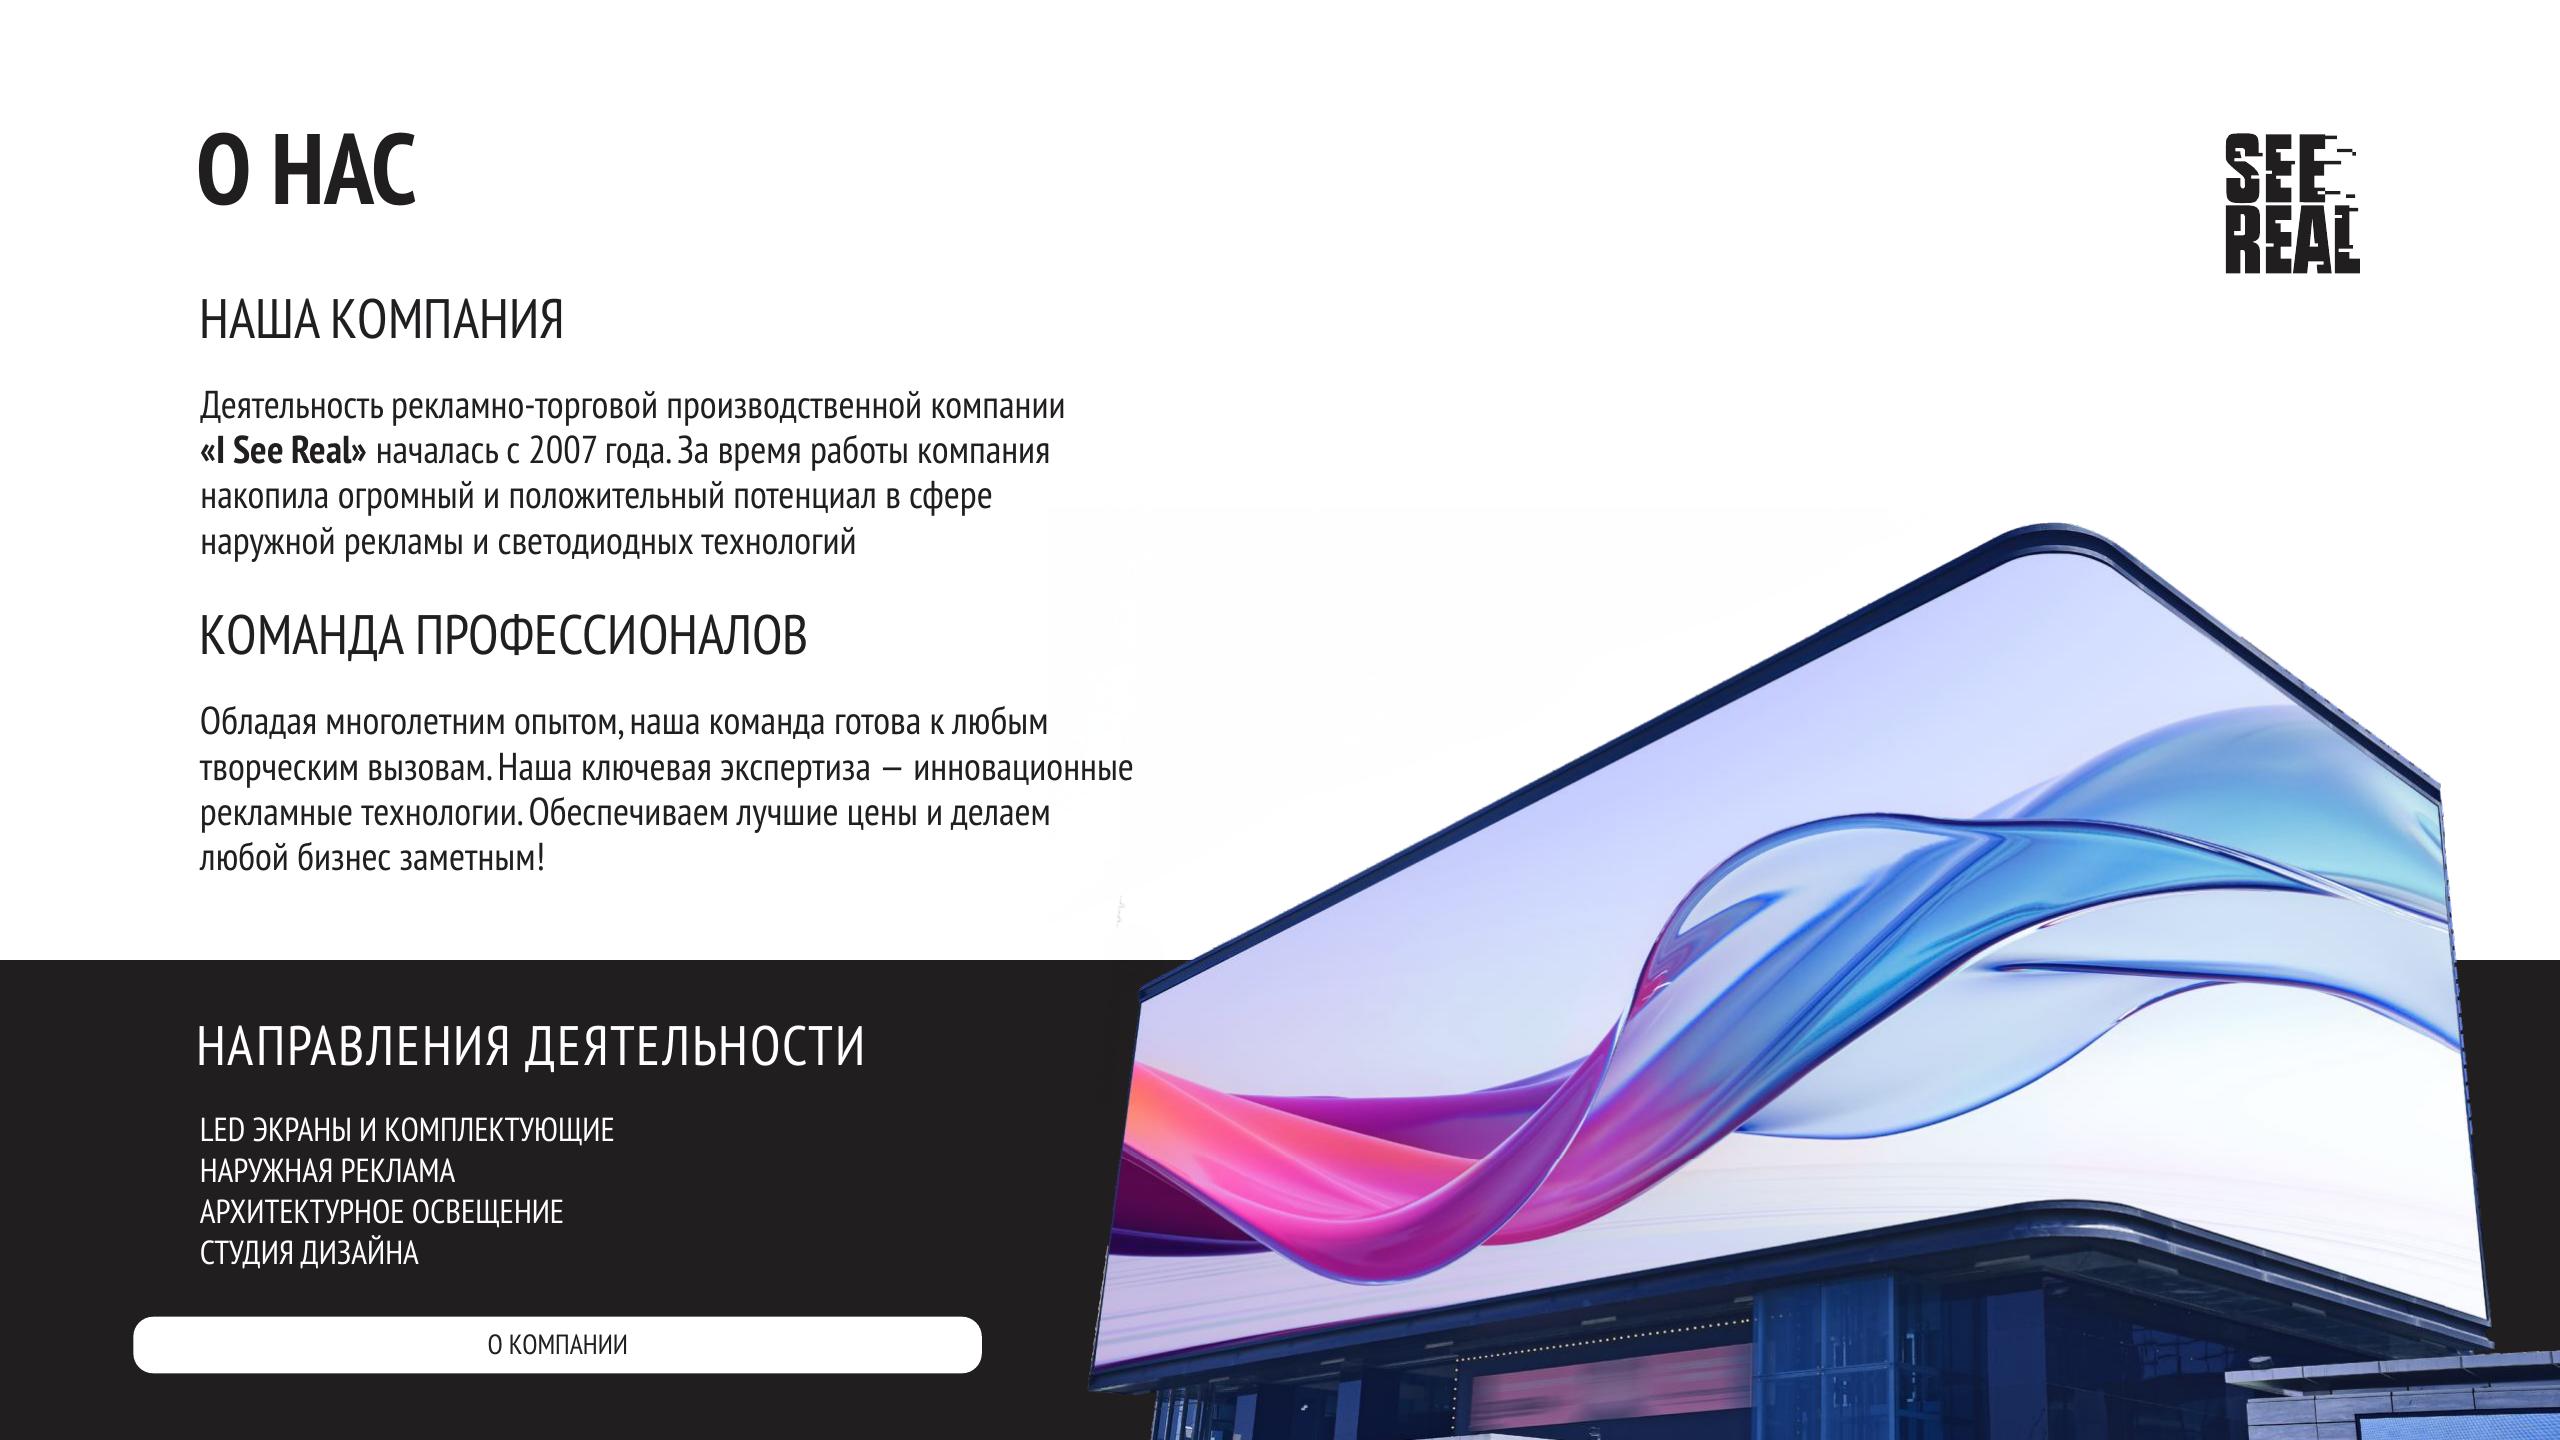 О НАС
SEE
REAL
НАША КОМПАНИЯ
Деятельность рекламно-торговой производственной компании
«I See Real» началась с 2007 года. За время работы компания
накопила огромный и положительный потенциал в сфере
наружной рекламы и светодиодных технологий
КОМАНДА ПРОФЕССИОНАЛОВ
Обладая многолетним опытом, наша команда готова к любым
творческим вызовам. Наша ключевая экспертиза — инновационные
рекламные технологии. Обеспечиваем лучшие цены и делаем
любой бизнес заметным!
НАПРАВЛЕНИЯ ДЕЯТЕЛЬНОСТИ
LED ЭКРАНЫ И КОМПЛЕКТУЮЩИЕ
НАРУЖНАЯ РЕКЛАМА
АРХИТЕКТУРНОЕ ОСВЕЩЕНИЕ
СТУДИЯ ДИЗАЙНА
О КОМПАНИИ